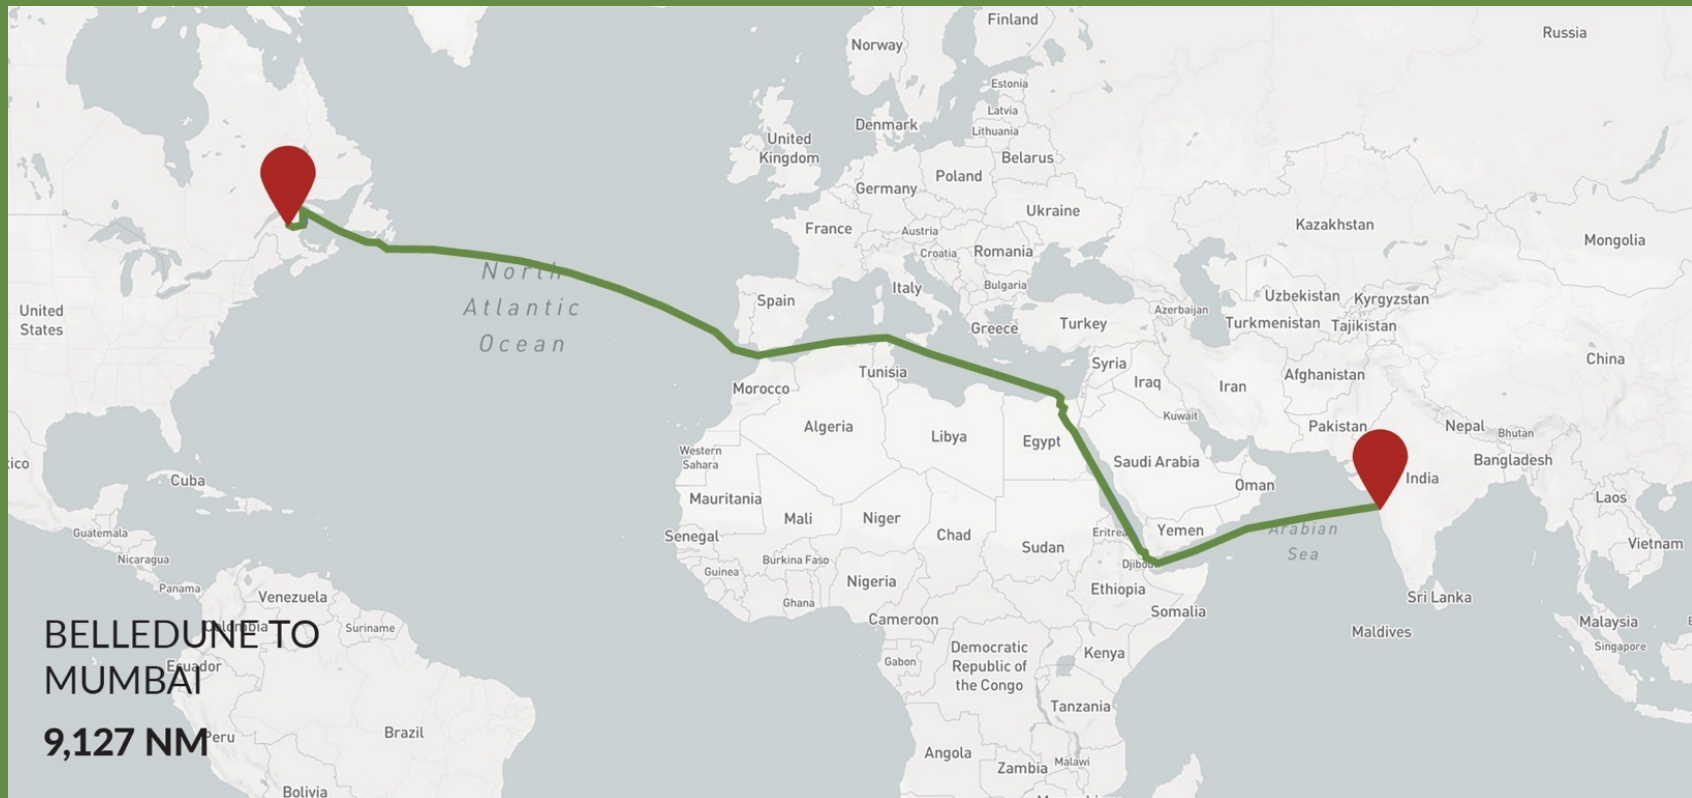 Finland
Russia
Norway
Estonia
Latvia
Denmark
Lithuania
United
Kingdom
Belarus
Poland
Germany
Ukraine
France
Kazakhstan
Austria
Mongolia
Croatia
Romania
North
Atlantic
Ocean
Italy
Bulgaria
Spain
Uzbekistan
Kyrgyzstan
United
States
Azerbaijan
Greece
Turkey
Turkmenistan
Tajikistan
Syria
China
Tunisia
Iraq
Iran
Afghanistan
Morocco
Kuwait
Algeria
Libya
Egypt
Pakistan
Nepal
Bhutan
Western
Sahara
Saudi Arabia
Bangladesh
xico
Cuba
India
Oman
Mauritania
Laos
Mali
Niger
Guatemala
Senegal
Chad
Eritrea
Yemen
Arabian
Sea
Sudan
Vietnam
Nicaragua
Burkina Faso
Djibou
Guinea
Nigeria
Panama
Ethiopia
Venezuela
Ghana
Sri Lanka
Somalia
Cameroon
Colombia
Suriname
Maldives
Malaysia
Singapore
BELLEDUNE TO
MUMBAI
9,127 NM
Ecuador
Democratic
Republic of
the Congo
Kenya
Gabon
Tanzania
Peru
Brazil
Angola
Zambia
Malawi
Bolivia